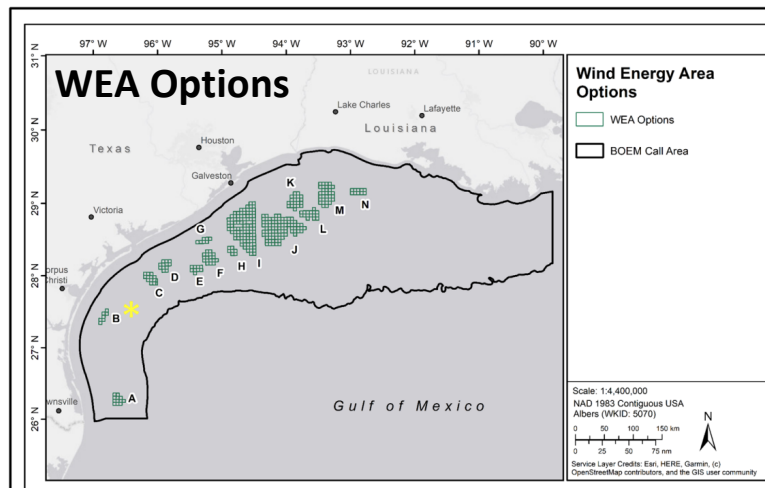 97° W 96° W 95° W 94° W 93° W 92° W 91° W 90° W
31° N
30° N
29° N
28° N
27° N
26° N
WEA Options
LOUISIANA
Lake Charles
Lafayette
Louisiana
Houston
Texas
Galveston
Victoria
orpus
Christi
wnsville
K
N
M
G
L
J
I
H
F
D
E
C
B
A
Gulf of Mexico
Wind Energy Area
Options
WEA Options
BOEM Call Area
Scale: 1:4,400,000
NAD 1983 Contiguous USA
Albers (WKID: 5070)
N
0 50 100 150 km
0 25 50 75 nm
Service Layer Credits: Esri, HERE, Garmin, (c)
OpenStreetMap contributors, and the GIS user community